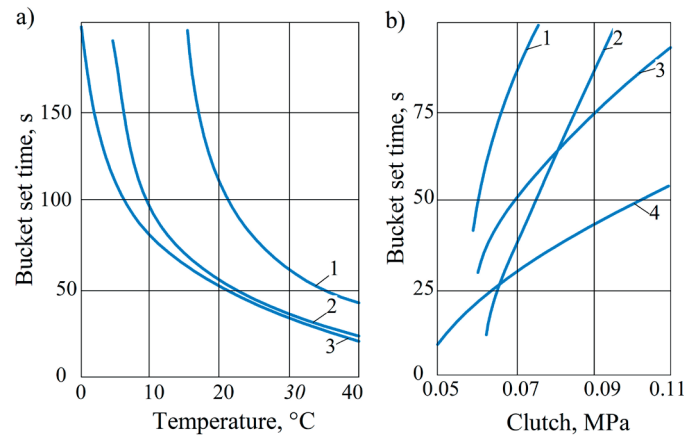 a)
Bucket set time, s
150
100
50
0
1
2
3
0 10 20 30 40
Temperature, °C
b)
Bucket set time, s
75
50
25
0
1
2
3
4
0.05 0.07 0.09 0.11
Clutch, MPa